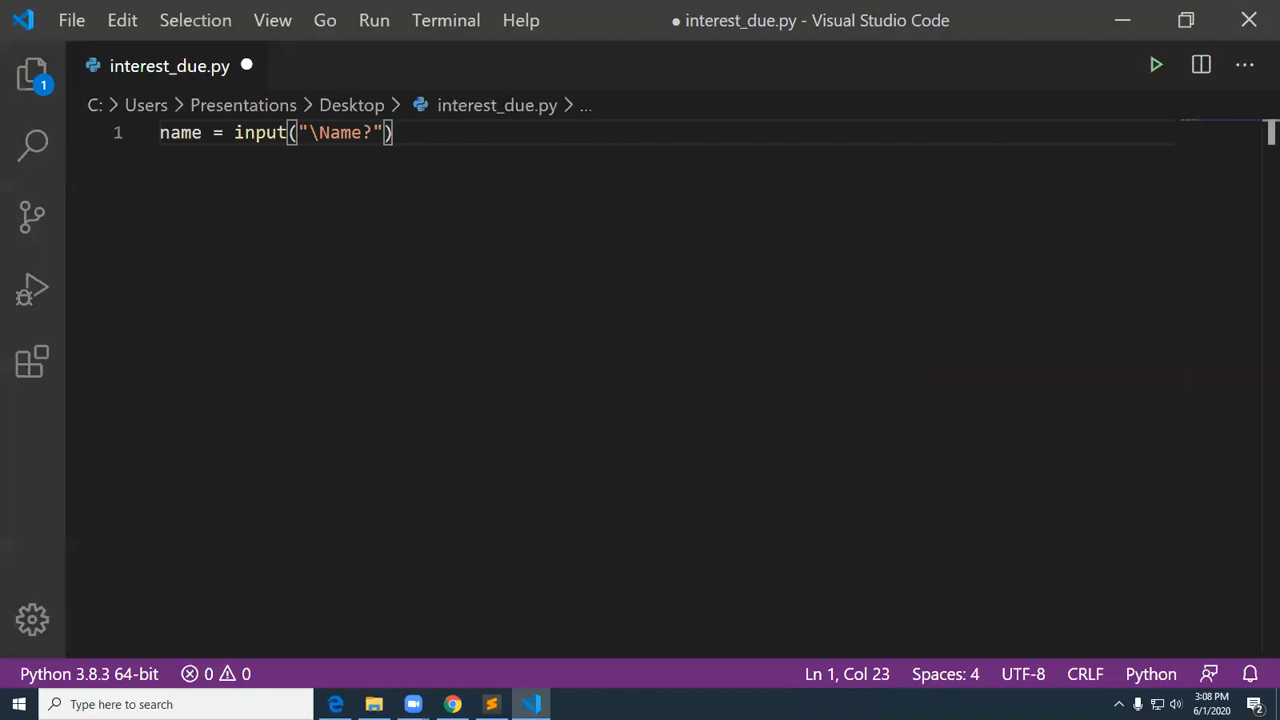 File Edit Selection View Go Run Terminal Help ● interest_due.py - Visual Studio Code
interest_due.py
1
C: > Users > Presentations > Desktop > interest_due.py > ...
1 name = input("\Name?")
Python 3.8.3 64-bit 0 0 Ln 1, Col 23 Spaces: 4 UTF-8 CRLF Python
Type here to search
3:08 PM
6/1/2020
2